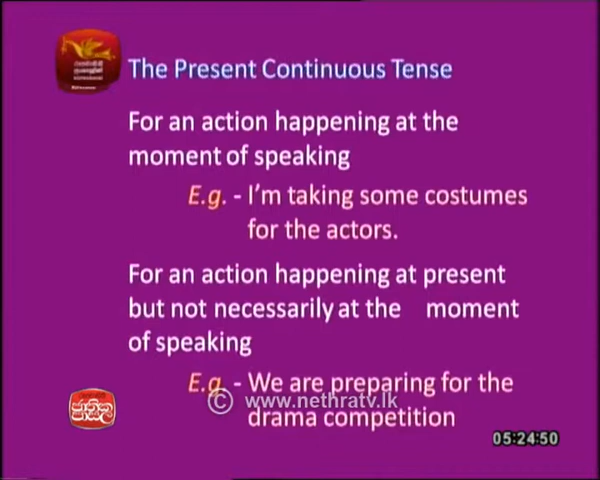 The Present Continuous Tense
For an action happening at the
moment of speaking
E.g. - I'm taking some costumes
for the actors.
For an action happening at present
but not necessarily at the moment
of speaking
E.g. - We are preparing for the
© www.nethratv.lk
drama competition
05:24:50